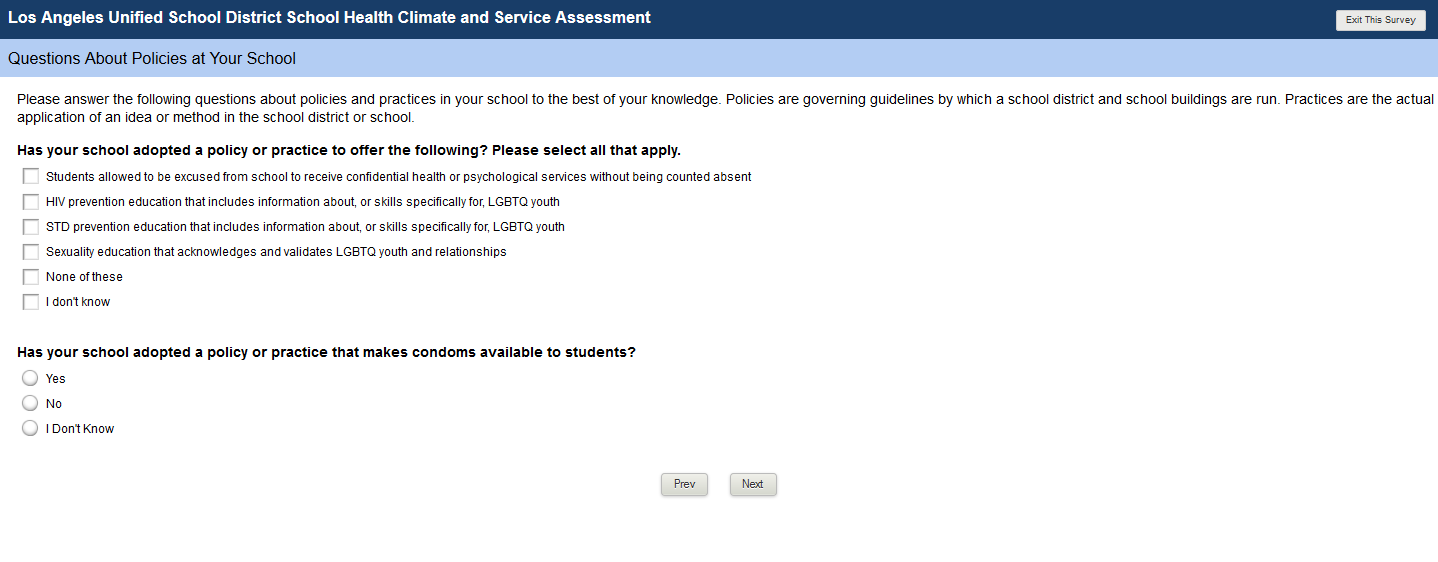 Los Angeles Unified School District School Health Climate and Service Assessment
Exit This Survey
Questions About Policies at Your School
Please answer the following questions about policies and practices in your school to the best of your knowledge. Policies are governing guidelines by which a school district and school buildings are run. Practices are the actual
application of an idea or method in the school district or school.
Has your school adopted a policy or practice to offer the following? Please select all that apply.
Students allowed to be excused from school to receive confidential health or psychological services without being counted absent
HIV prevention education that includes information about, or skills specifically for, LGBTQ youth
STD prevention education that includes information about, or skills specifically for, LGBTQ youth
Sexuality education that acknowledges and validates LGBTQ youth and relationships
None of these
I don't know
Has your school adopted a policy or practice that makes condoms available to students?
Yes
No
I Don't Know
Prev Next